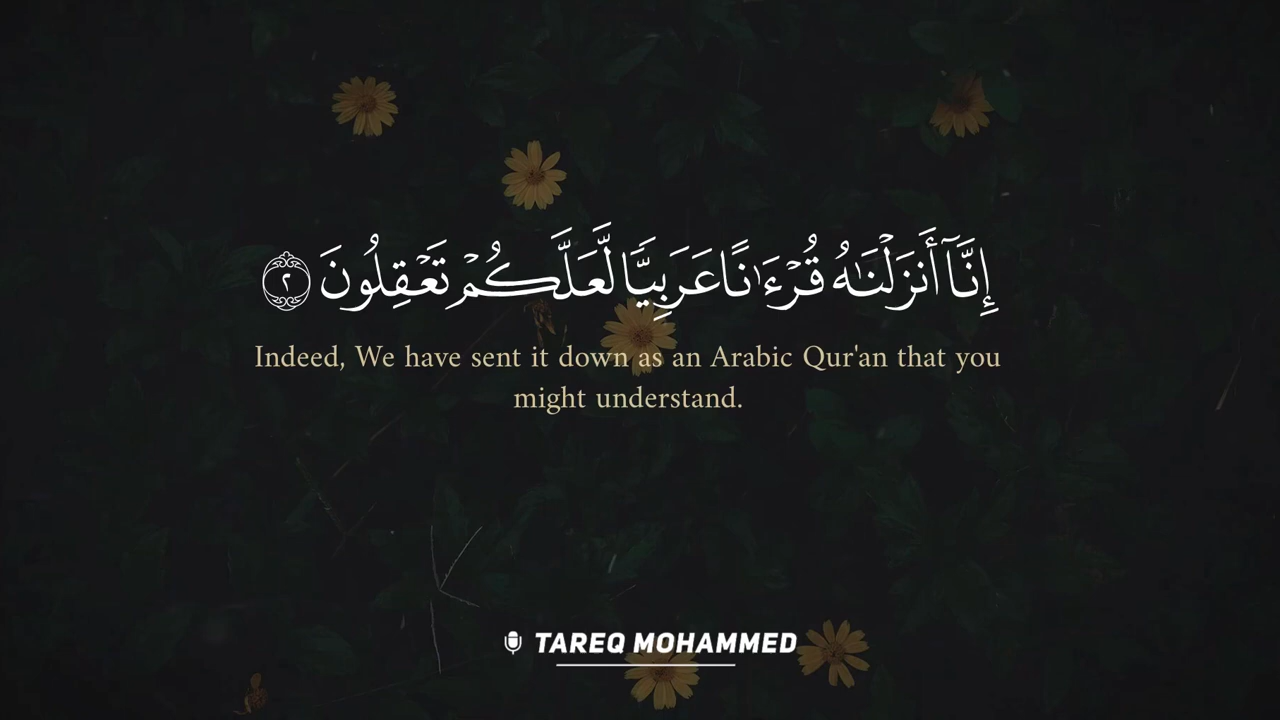 إِنَّآ أَنزَلْنَـٰهُ قُرْءَٰنًا عَرَبِيًّا لَّعَلَّكُمْ تَعْقِلُونَ ٢
Indeed, We have sent it down as an Arabic Qur'an that you
might understand.
TAREQ MOHAMMED